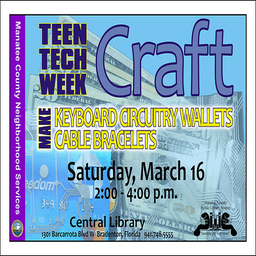 Manatee County Neighborhood Services
TEEN
TECH
WEEK
Craft
MAKE
KEYBOARD CIRCUITRY WALLETS
CABLE BRACELETS
Saturday, March 16
2:00 - 4:00 p.m.
Central Library
1301 Barcarrota Blvd W. Bradenton, Florida 941-748-5555